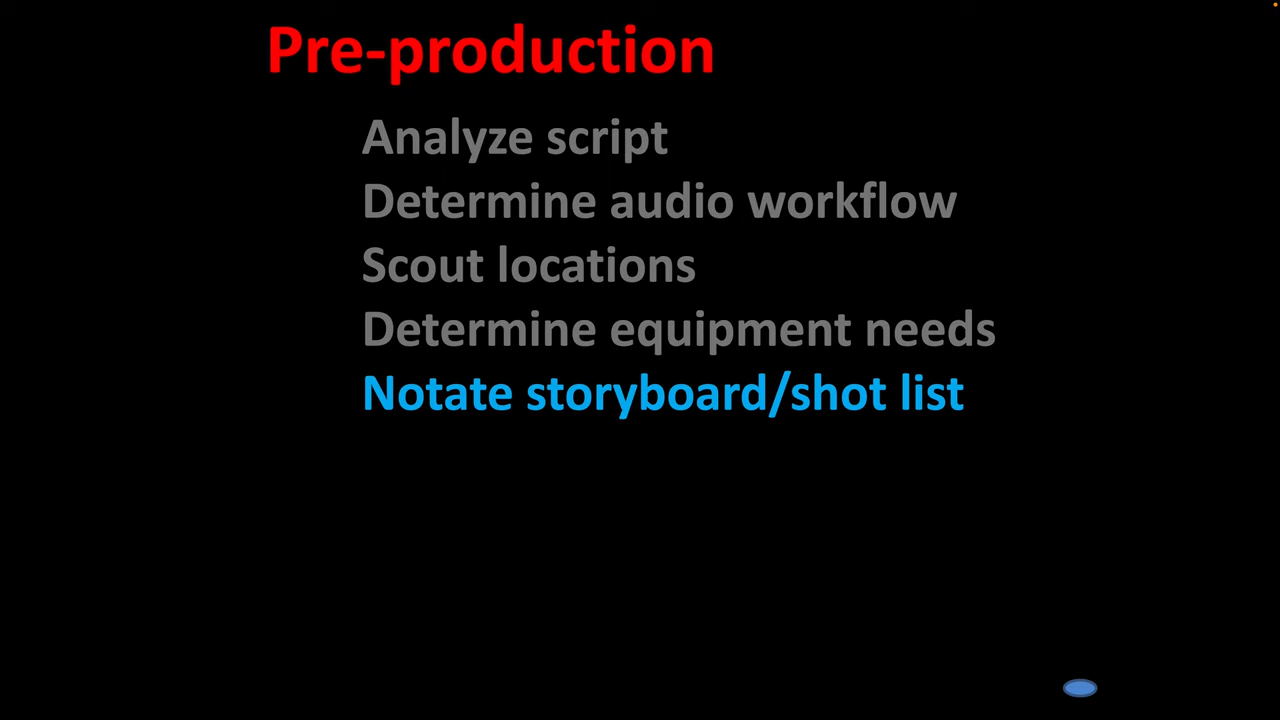 Pre-production
Analyze script
Determine audio workflow
Scout locations
Determine equipment needs
Notate storyboard/shot list